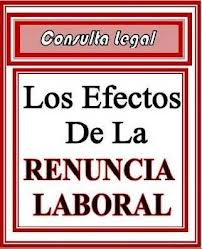 Consulta Legal
Los Efectos
De La
RENUNCIA
LABORAL